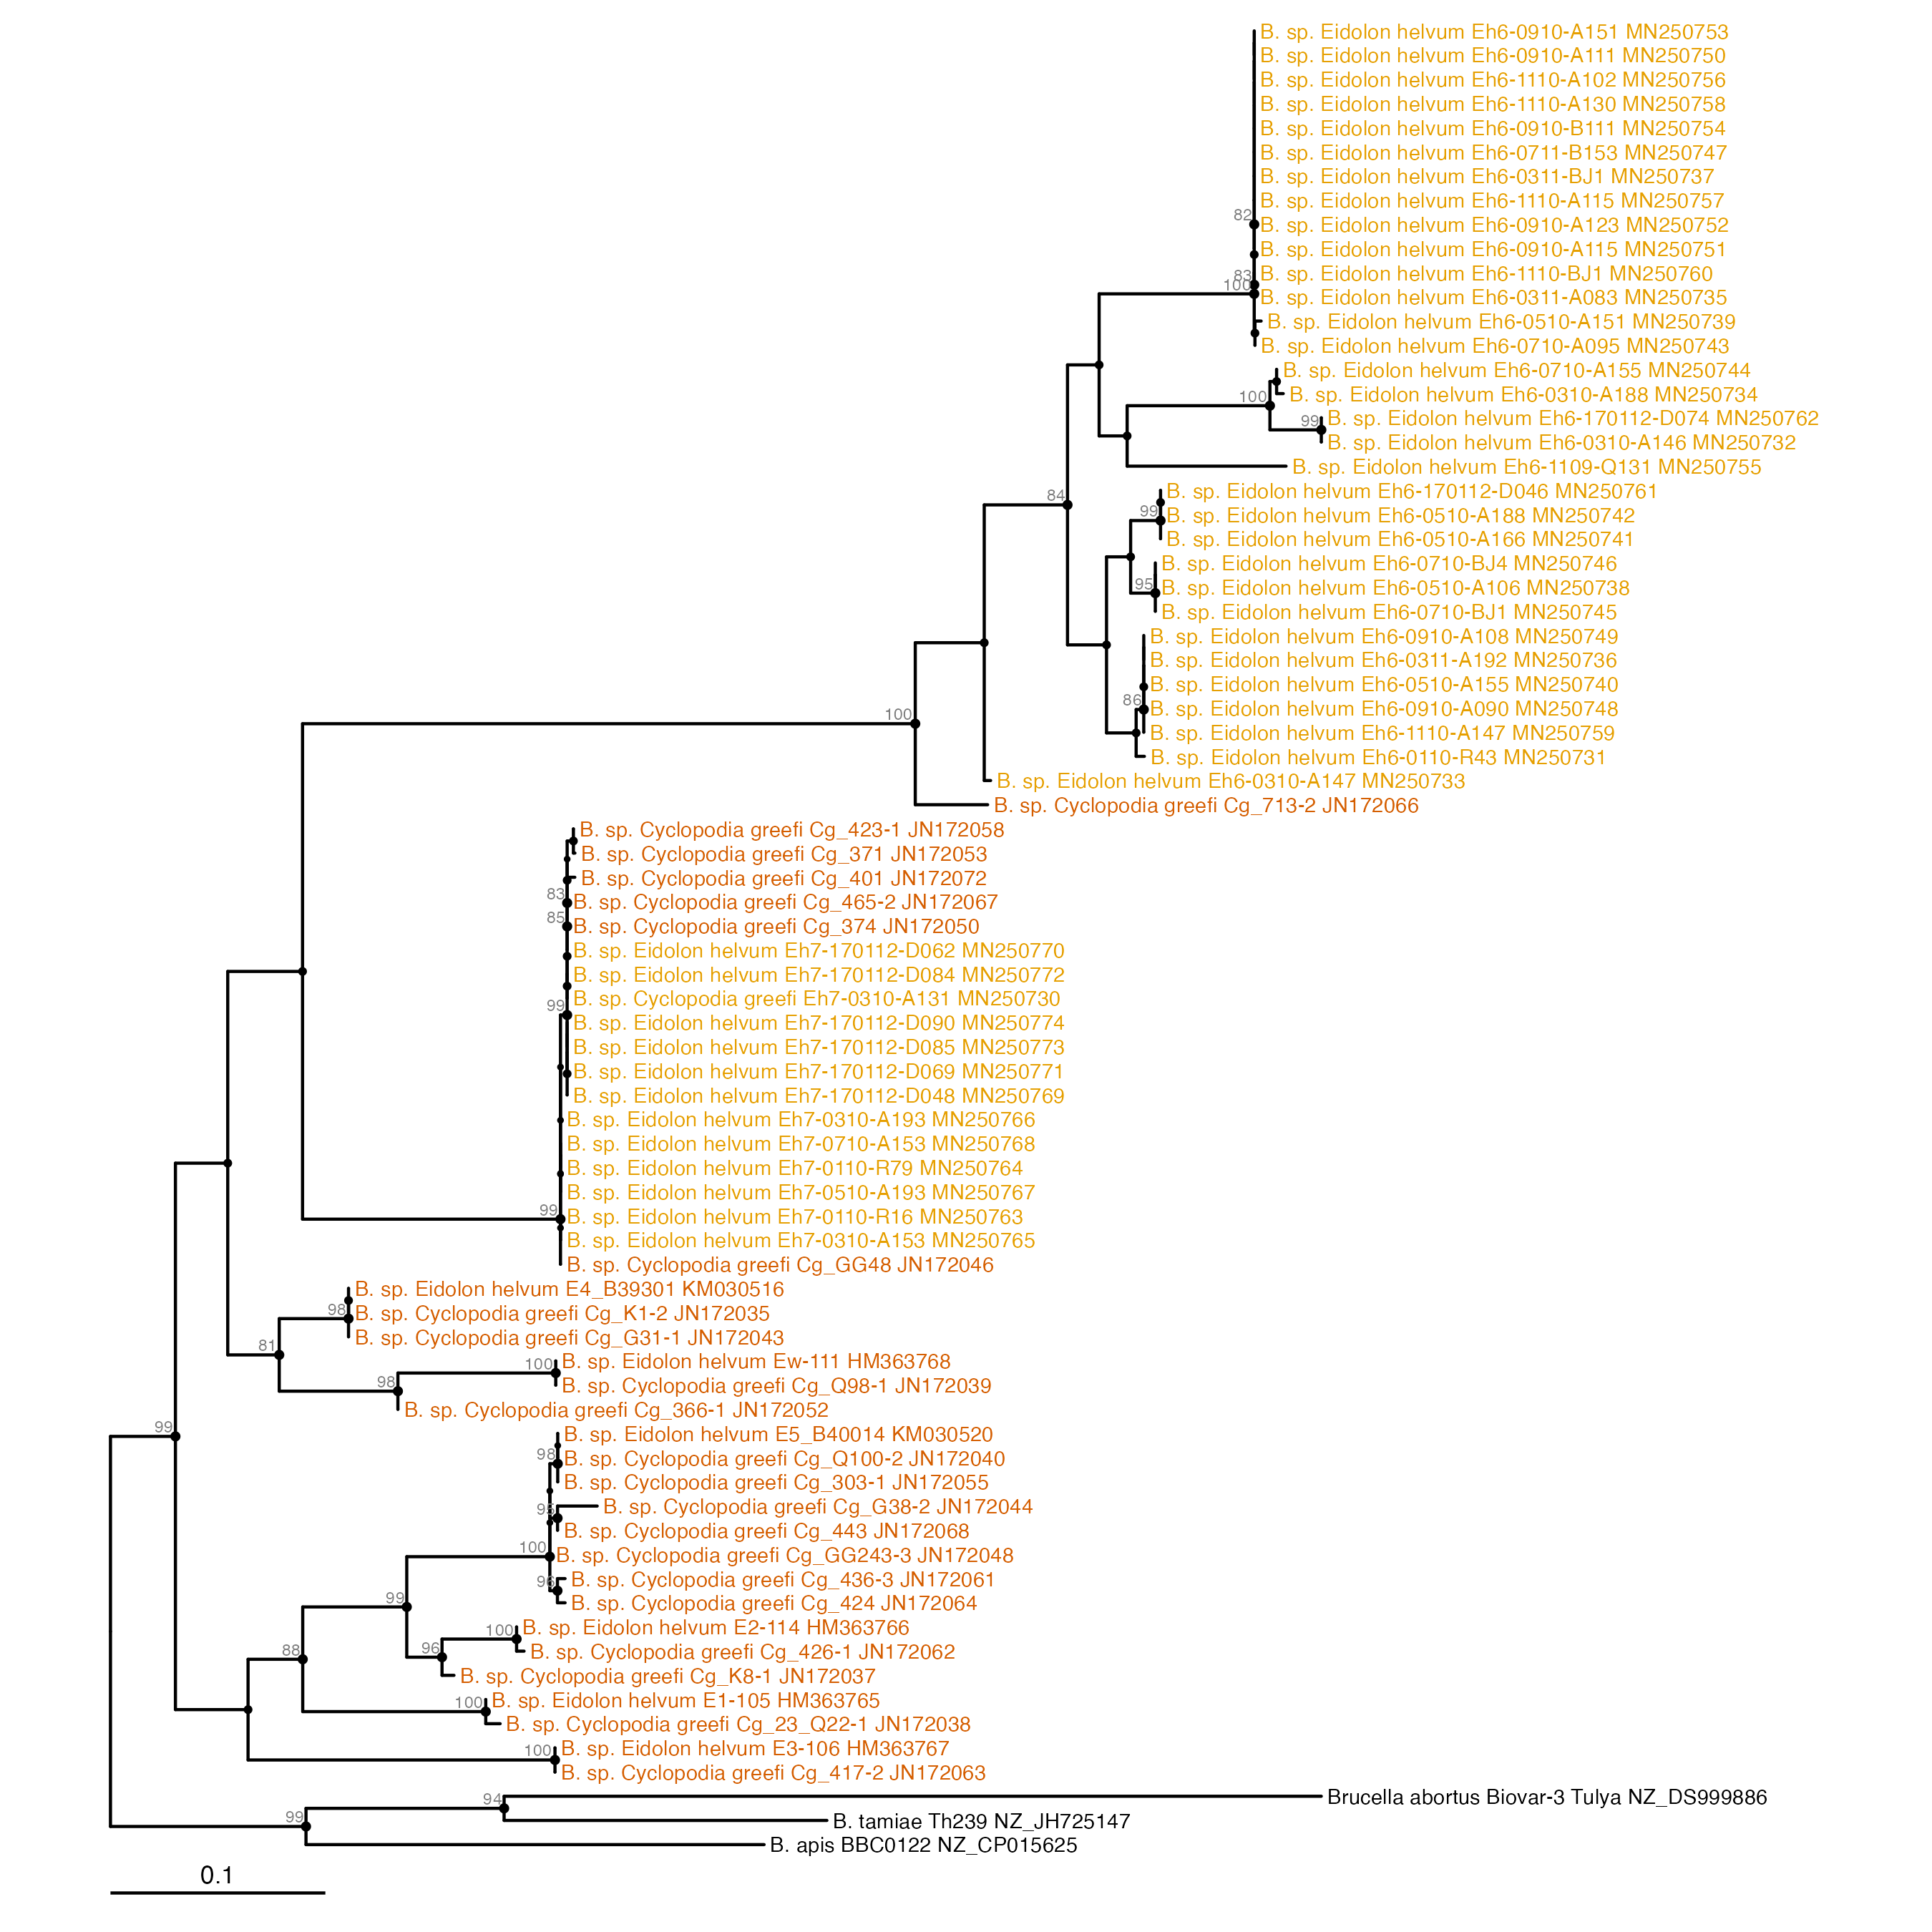 B. sp. Eidolon helvum Eh6-0910-A151 MN250753
B. sp. Eidolon helvum Eh6-0910-A111 MN250750
B. sp. Eidolon helvum Eh6-1110-A102 MN250756
B. sp. Eidolon helvum Eh6-1110-A130 MN250758
B. sp. Eidolon helvum Eh6-0910-B111 MN250754
B. sp. Eidolon helvum Eh6-0711-B153 MN250747
B. sp. Eidolon helvum Eh6-0311-BJ1 MN250737
B. sp. Eidolon helvum Eh6-1110-A115 MN250757
82
B. sp. Eidolon helvum Eh6-0910-A123 MN250752
B. sp. Eidolon helvum Eh6-0910-A115 MN250751
83
B. sp. Eidolon helvum Eh6-1110-BJ1 MN250760
100
B. sp. Eidolon helvum Eh6-0311-A083 MN250735
B. sp. Eidolon helvum Eh6-0510-A151 MN250739
B. sp. Eidolon helvum Eh6-0710-A095 MN250743
B. sp. Eidolon helvum Eh6-0710-A155 MN250744
100
B. sp. Eidolon helvum Eh6-0310-A188 MN250734
99
B. sp. Eidolon helvum Eh6-170112-D074 MN250762
B. sp. Eidolon helvum Eh6-0310-A146 MN250732
B. sp. Eidolon helvum Eh6-1109-Q131 MN250755
84
B. sp. Eidolon helvum Eh6-170112-D046 MN250761
99
B. sp. Eidolon helvum Eh6-0510-A188 MN250742
B. sp. Eidolon helvum Eh6-0510-A166 MN250741
B. sp. Eidolon helvum Eh6-0710-BJ4 MN250746
95
B. sp. Eidolon helvum Eh6-0510-A106 MN250738
B. sp. Eidolon helvum Eh6-0710-BJ1 MN250745
B. sp. Eidolon helvum Eh6-0910-A108 MN250749
B. sp. Eidolon helvum Eh6-0311-A192 MN250736
B. sp. Eidolon helvum Eh6-0510-A155 MN250740
86
B. sp. Eidolon helvum Eh6-0910-A090 MN250748
100
B. sp. Eidolon helvum Eh6-1110-A147 MN250759
B. sp. Eidolon helvum Eh6-0110-R43 MN250731
B. sp. Eidolon helvum Eh6-0310-A147 MN250733
B. sp. Cyclopodia greefi Cg_713-2 JN172066
B. sp. Cyclopodia greefi Cg_423-1 JN172058
B. sp. Cyclopodia greefi Cg_371 JN172053
B. sp. Cyclopodia greefi Cg_401 JN172072
83
B. sp. Cyclopodia greefi Cg_465-2 JN172067
85
B. sp. Cyclopodia greefi Cg_374 JN172050
B. sp. Eidolon helvum Eh7-170112-D062 MN250770
B. sp. Eidolon helvum Eh7-170112-D084 MN250772
99
B. sp. Cyclopodia greefi Eh7-0310-A131 MN250730
B. sp. Eidolon helvum Eh7-170112-D090 MN250774
B. sp. Eidolon helvum Eh7-170112-D085 MN250773
B. sp. Eidolon helvum Eh7-170112-D069 MN250771
B. sp. Eidolon helvum Eh7-170112-D048 MN250769
B. sp. Eidolon helvum Eh7-0310-A193 MN250766
B. sp. Eidolon helvum Eh7-0710-A153 MN250768
B. sp. Eidolon helvum Eh7-0110-R79 MN250764
B. sp. Eidolon helvum Eh7-0510-A193 MN250767
99
B. sp. Eidolon helvum Eh7-0110-R16 MN250763
B. sp. Eidolon helvum Eh7-0310-A153 MN250765
B. sp. Cyclopodia greefi Cg_GG48 JN172046
B. sp. Eidolon helvum E4_B39301 KM030516
98
B. sp. Cyclopodia greefi Cg_K1-2 JN172035
B. sp. Cyclopodia greefi Cg_G31-1 JN172043
81
100
B. sp. Eidolon helvum Ew-111 HM363768
98
B. sp. Cyclopodia greefi Cg_Q98-1 JN172039
B. sp. Cyclopodia greefi Cg_366-1 JN172052
99
B. sp. Eidolon helvum E5_B40014 KM030520
98
B. sp. Cyclopodia greefi Cg_Q100-2 JN172040
B. sp. Cyclopodia greefi Cg_303-1 JN172055
B. sp. Cyclopodia greefi Cg_G38-2 JN172044
B. sp. Cyclopodia greefi Cg_443 JN172068
100
B. sp. Cyclopodia greefi Cg_GG243-3 JN172048
96
B. sp. Cyclopodia greefi Cg_436-3 JN172061
99
B. sp. Cyclopodia greefi Cg_424 JN172064
100
B. sp. Eidolon helvum E2-114 HM363766
88
96
B. sp. Cyclopodia greefi Cg_426-1 JN172062
B. sp. Cyclopodia greefi Cg_K8-1 JN172037
100
B. sp. Eidolon helvum E1-105 HM363765
B. sp. Cyclopodia greefi Cg_23_Q22-1 JN172038
100
B. sp. Eidolon helvum E3-106 HM363767
B. sp. Cyclopodia greefi Cg_417-2 JN172063
94
Brucella abortus Biovar-3 Tulya NZ_DS999886
99
B. tamiae Th239 NZ_JH725147
B. apis BBC0122 NZ_CP015625
0.1